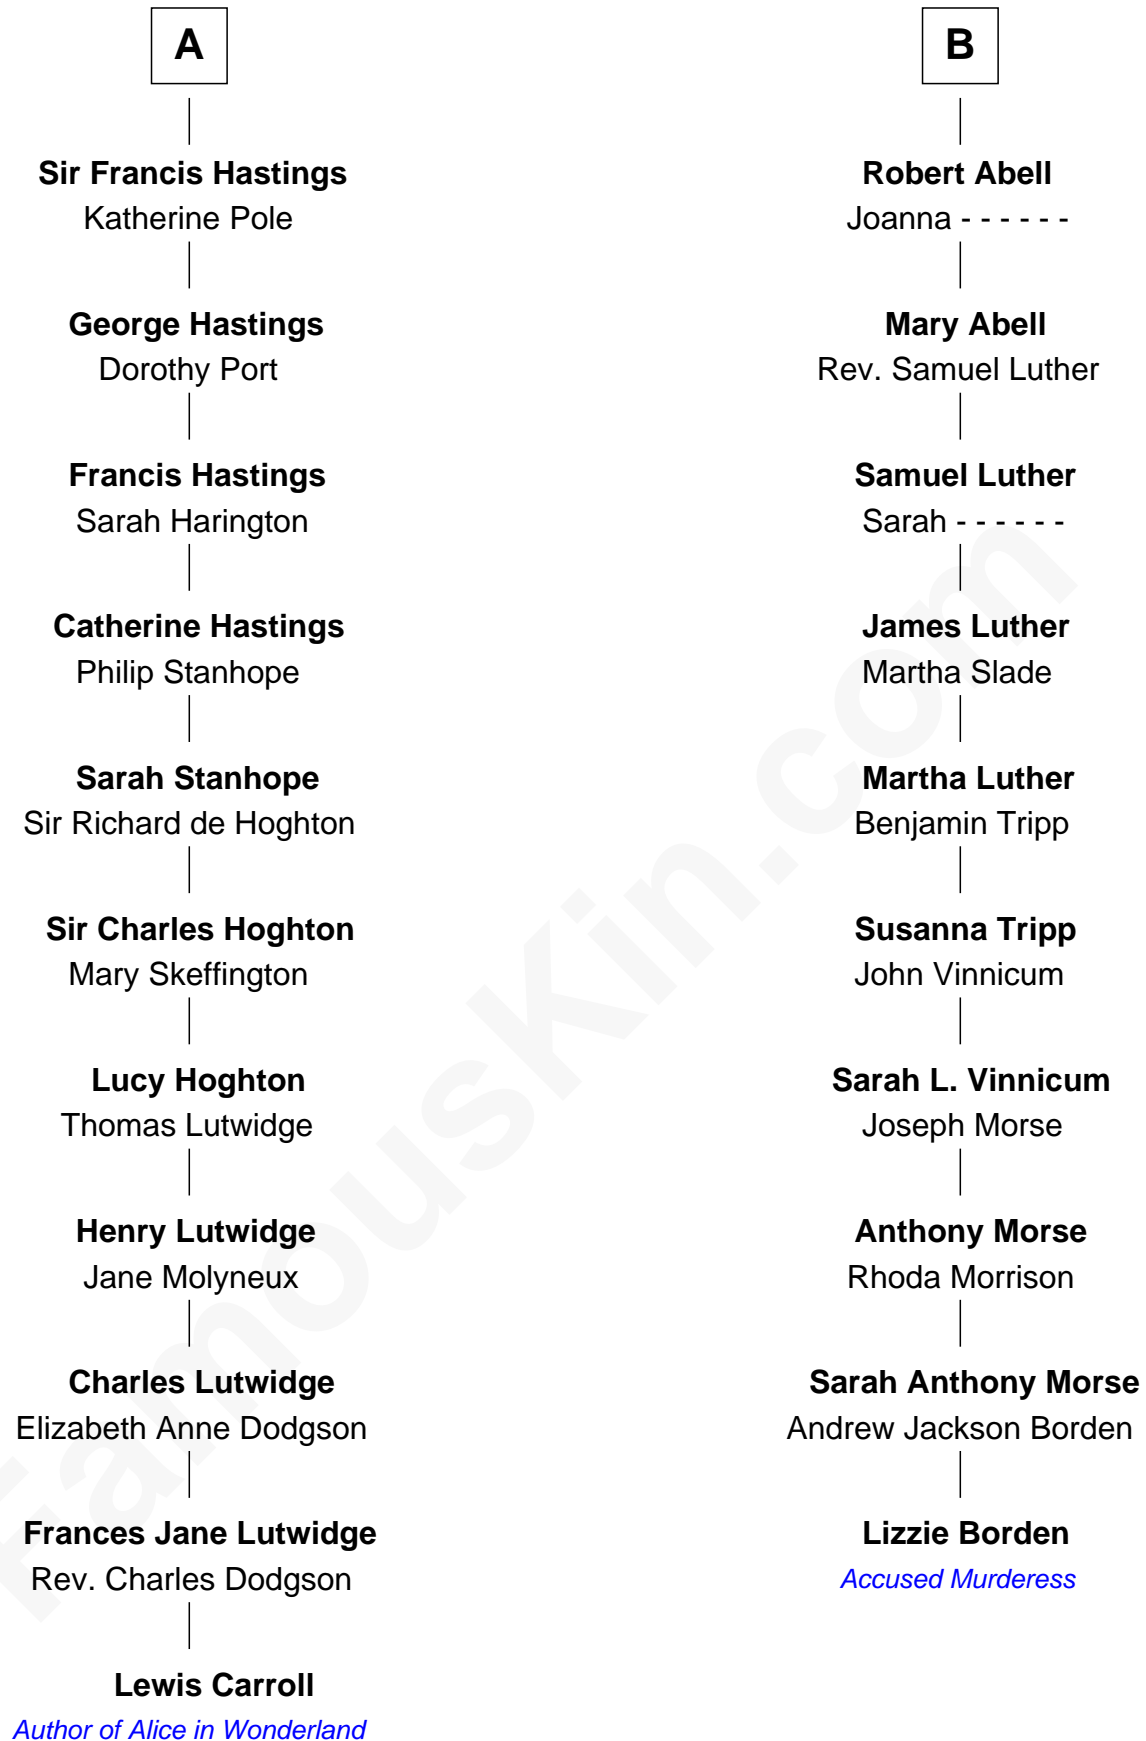 A
Sir Francis Hastings
Katherine Pole
George Hastings
Dorothy Port
Francis Hastings
Sarah Harington
Catherine Hastings
Philip Stanhope
Sarah Stanhope
Sir Richard de Hoghton
Sir Charles Hoghton
Mary Skeffington
Lucy Hoghton
Thomas Lutwidge
Henry Lutwidge
Jane Molyneux
Charles Lutwidge
Elizabeth Anne Dodgson
Frances Jane Lutwidge
Rev. Charles Dodgson
Lewis Carroll
Author of Alice in Wonderland
B
Robert Abell
Joanna - - - - - -
Mary Abell
Rev. Samuel Luther
Samuel Luther
Sarah - - - - - -
James Luther
Martha Slade
Martha Luther
Benjamin Tripp
Susanna Tripp
John Vinnicum
Sarah L. Vinnicum
Joseph Morse
Anthony Morse
Rhoda Morrison
Sarah Anthony Morse
Andrew Jackson Borden
Lizzie Borden
Accused Murderess
FamousKin.com